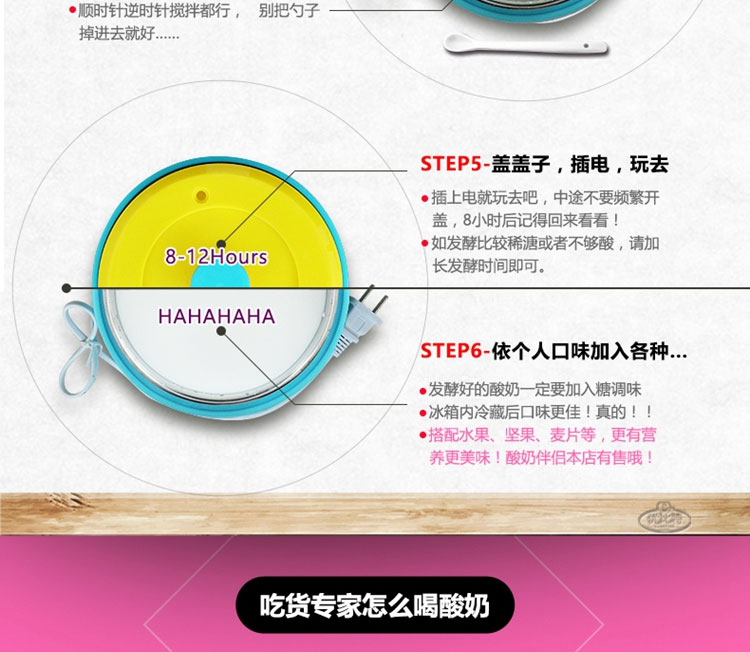 顺时针逆时针搅拌都行， 别把勺子
掉进去就好......
STEP5-盖盖子，插电，玩去
插上电就玩去吧，中途不要频繁开
盖，8小时后记得回来看看！
如发酵比较稀溏或者不够酸，请加
长发酵时间即可。
8-12Hours
HAHAHAHA
STEP6-依个人口味加入各种...
发酵好的酸奶一定要加入糖调味
冰箱内冷藏后口味更佳！真的！！
搭配水果、坚果、麦片等，更有营
养更美味！酸奶伴侣本店有售哦！
吃货专家怎么喝酸奶